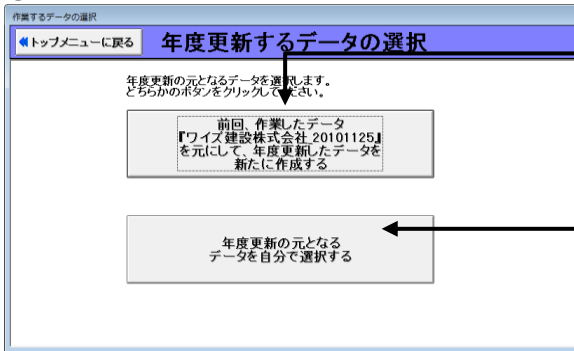 作業するデータの選択
トップメニューに戻る
年度更新するデータの選択
年度更新の元となるデータを選択します。
どちらかのボタンをクリックしてください。
前回、作業したデータ
『ワイズ建設株式会社_20101125』
を元にして、年度更新したデータを
新たに作成する
年度更新の元となる
データを自分で選択する